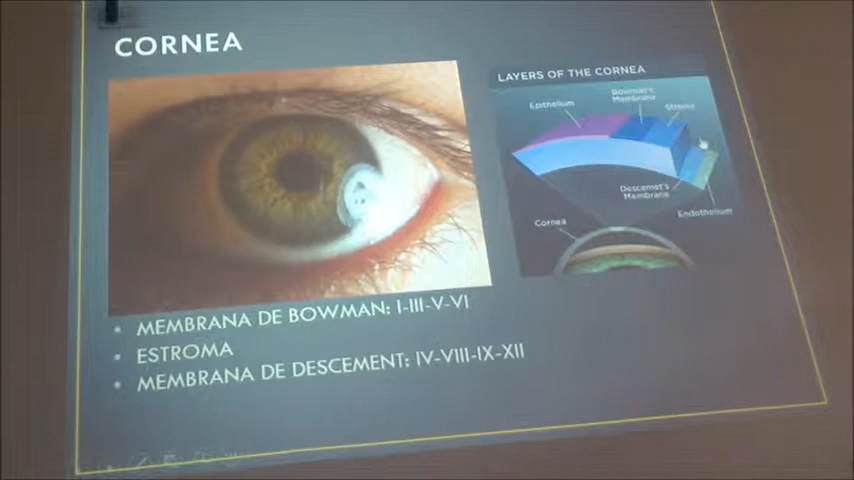 CORNEA
LAYERS OF THE CORNEA
Epithelium
Bowman's
Membrane
Stroma
Descemet's
Membrane
Endothelium
Cornea
• MEMBRANA DE BOWMAN: I-III-V-VI
• ESTROMA
• MEMBRANA DE DESCEMENT: IV-VIII-IX-XII